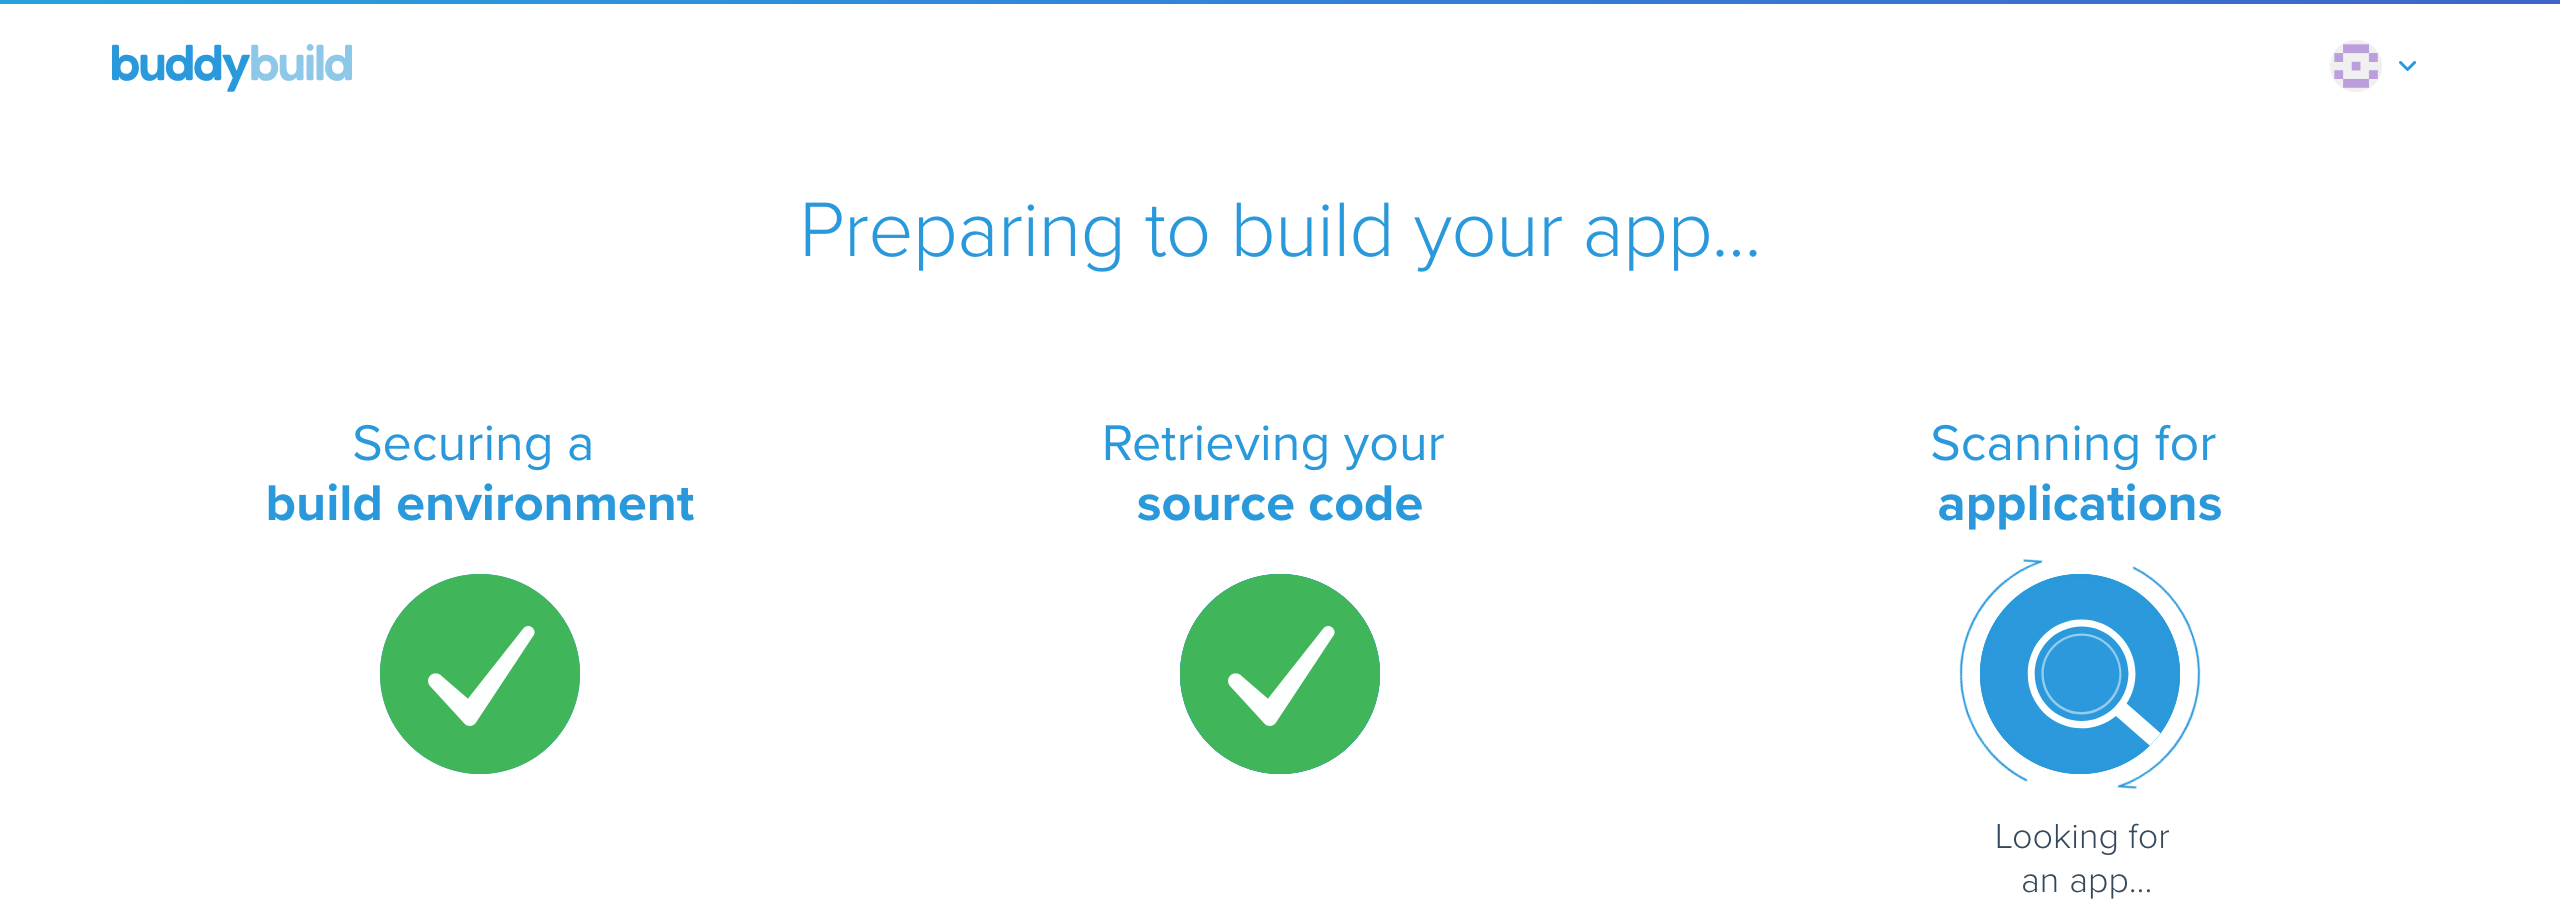 buddybuild
Preparing to build your app...
Securing a
build environment
Retrieving your
source code
Scanning for
applications
Looking for
an app...